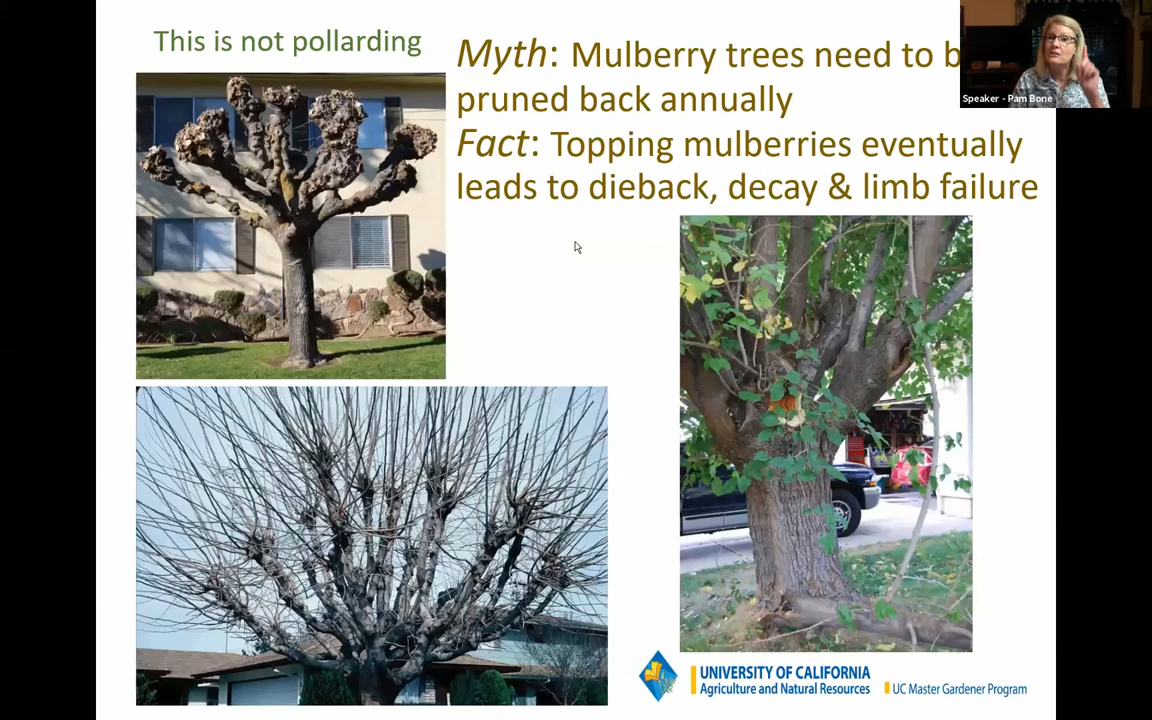 This is not pollarding
Myth: Mulberry trees need to
pruned back annually
Fact: Topping mulberries eventually
leads to dieback, decay & limb failure
Speaker - Pam Bone
UNIVERSITY OF CALIFORNIA
Agriculture and Natural Resources
UC Master Gardener Program